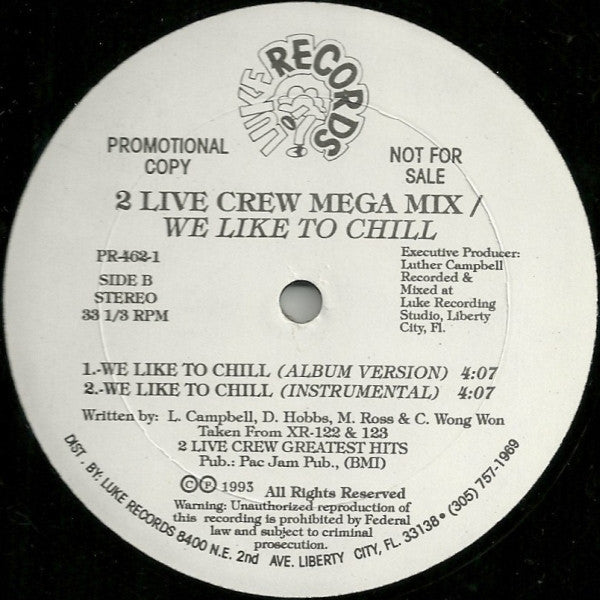 LUKE RECORDS
PROMOTIONAL
COPY
NOT FOR
SALE
2 LIVE CREW MEGA MIX /
WE LIKE TO CHILL
PR-462-1
SIDE B
STEREO
33 1/3 RPM
Executive Producer:
Luther Campbell
Recorded &
Mixed at
Luke Recording
Studio, Liberty
City, Fl.
1.-WE LIKE TO CHILL (ALBUM VERSION) 4:07
2.-WE LIKE TO CHILL (INSTRUMENTAL) 4:07
Written by: L. Campbell, D. Hobbs, M. Ross & C. Wong Won
Taken From XR-122 & 123
2 LIVE CREW GREATEST HITS
Pub.: Pac Jam Pub., (BMI)
©℗ 1993 All Rights Reserved
Warning: Unauthorized reproduction of
this recording is prohibited by Federal
law and subject to criminal
prosecution.
DIST. BY: LUKE RECORDS 8400 N.E. 2nd AVE. LIBERTY CITY, FL. 33138 • (305) 757-1969